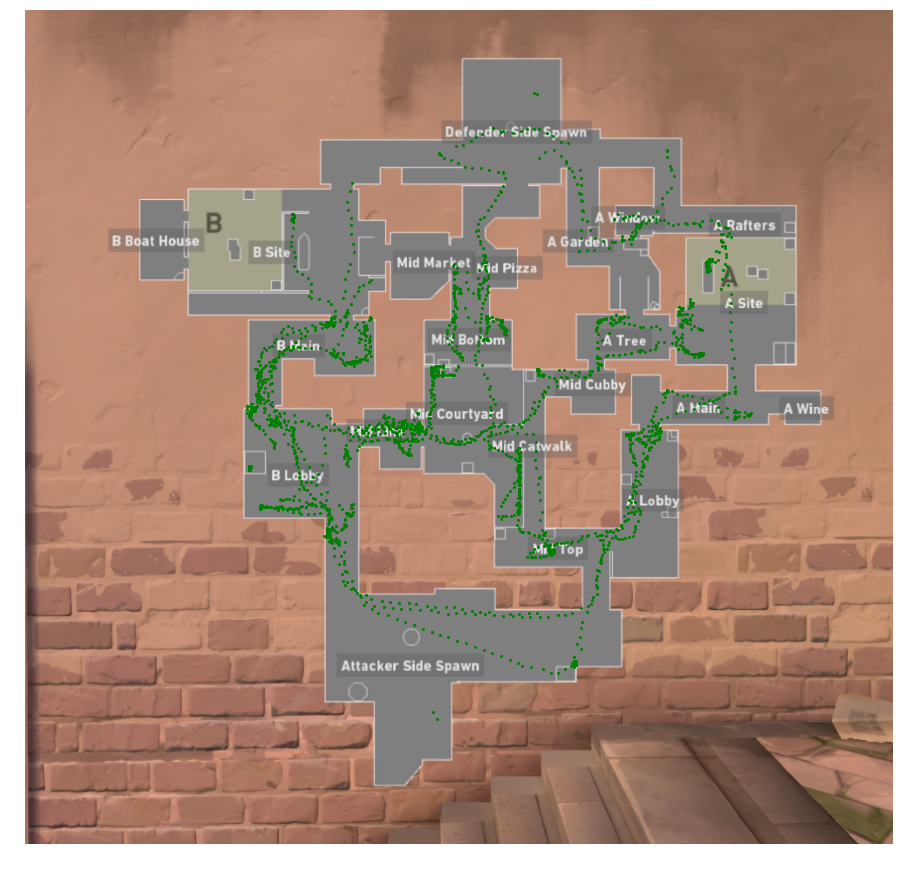 Defender Side Spawn
A Window
A Rafters
B
B Boat House
A Garden
B Site
Mid Market
Mid Pizza
A
A Site
B Main
Mid Bottom
A Tree
Mid Cubby
Mid Courtyard
A Main
A Wine
Mid Catwalk
B Lobby
A Lobby
Mid Top
Attacker Side Spawn